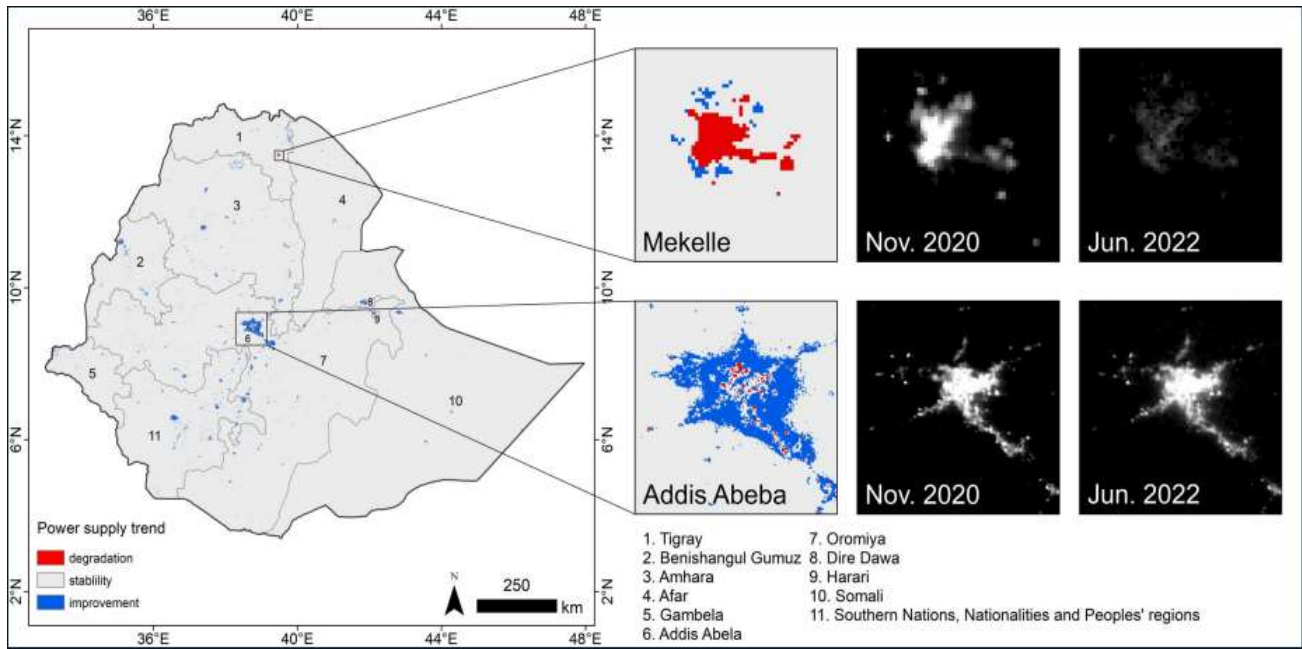 36°E 40°E 44°E 48°E
14°N
10°N
6°N
2°N
1
2
3
4
5
6
7
8
9
10
11
Power supply trend
degradation
stablility
improvement
N
250
km
36°E 40°E 44°E 48°E
14°N
10°N
6°N
2°N
Mekelle
Nov. 2020
Jun. 2022
Addis Abeba
Nov. 2020
Jun. 2022
1. Tigray
2. Benishangul Gumuz
3. Amhara
4. Afar
5. Gambela
6. Addis Abela
7. Oromiya
8. Dire Dawa
9. Harari
10. Somali
11. Southern Nations, Nationalities and Peoples' regions